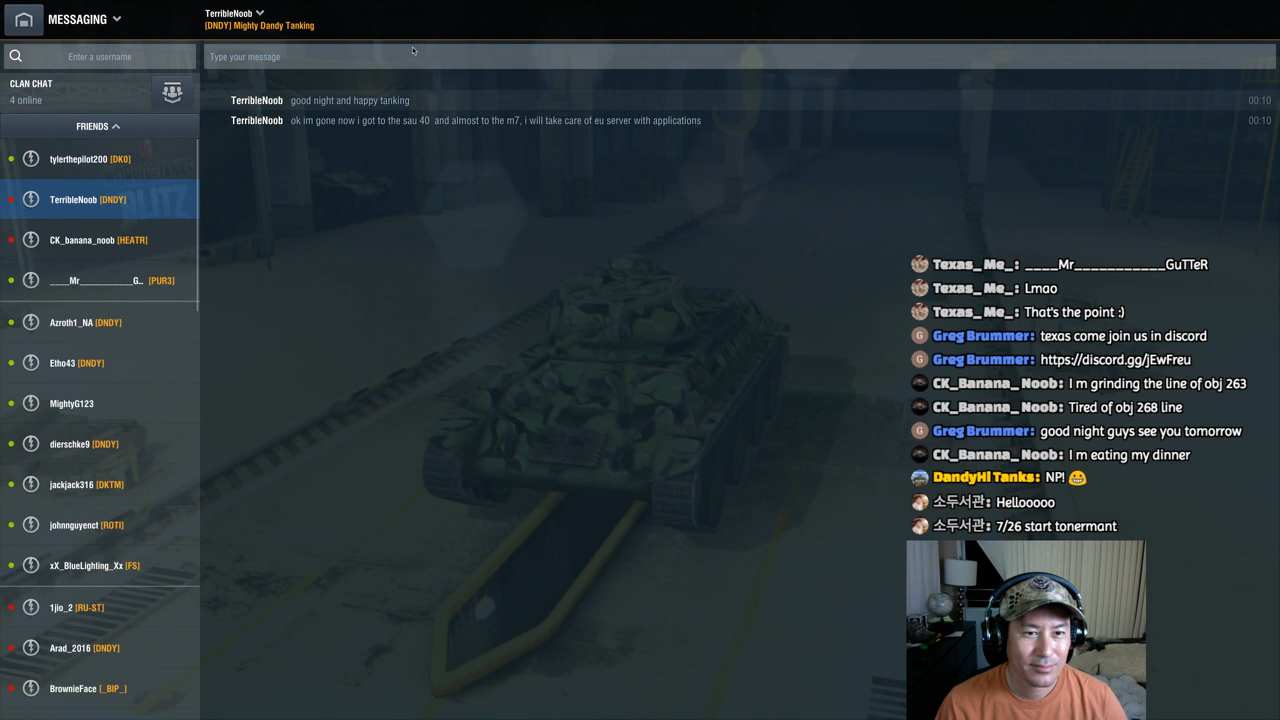 MESSAGING
TerribleNoob
[DNDY] Mighty Dandy Tanking
Enter a username
Type your message
CLAN CHAT
4 online
FRIENDS
tylerthepilot200 [DK0]
TerribleNoob [DNDY]
CK_banana_noob [HEATR]
____Mr___________G.. [PUR3]
Azroth1_NA [DNDY]
Etho43 [DNDY]
MightyG123
dierschke9 [DNDY]
jackjack316 [DKTM]
johnnguyenct [ROTI]
xX_BlueLighting_Xx [FS]
1jio_2 [RU-ST]
Arad_2016 [DNDY]
BrownieFace [_BIP_]
TerribleNoob good night and happy tanking 00:10
TerribleNoob ok im gone now i got to the sau 40 and almost to the m7, i will take care of eu server with applications 00:10
BLITZ
Texas_Me_: ____Mr___________GuTTeR
Texas_Me_: Lmao
Texas_Me_: That's the point :)
G Greg Brummer: texas come join us in discord
G Greg Brummer: https://discord.gg/jEwFreu
CK_Banana_Noob: I m grinding the line of obj 263
CK_Banana_Noob: Tired of obj 268 line
G Greg Brummer: good night guys see you tomorrow
CK_Banana_Noob: I m eating my dinner
DandyHi Tanks: NP! 😀
소두서관: Hellooooo
소두서관: 7/26 start tonermant